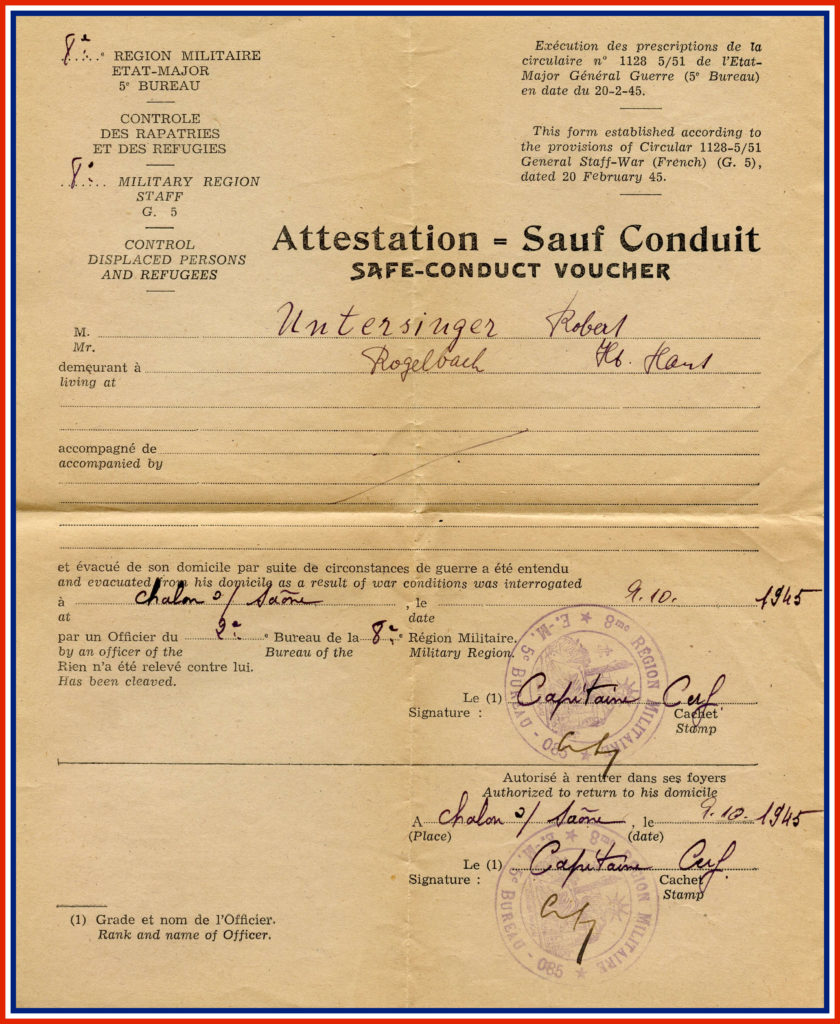 8e REGION MILITAIRE
ETAT-MAJOR
5e BUREAU
CONTROLE
DES RAPATRIES
ET DES REFUGIES
8e MILITARY REGION
STAFF
G. 5
CONTROL
DISPLACED PERSONS
AND REFUGEES
Exécution des prescriptions de la
circulaire n° 1128 5/51 de l'Etat-
Major Général Guerre (5e Bureau)
en date du 20-2-45.
This form established according to
the provisions of Circular 1128-5/51
General Staff-War (French) (G. 5),
dated 20 February 45.
Attestation = Sauf Conduit
SAFE-CONDUCT VOUCHER
M. Untersinger Robert
Mr.
demeurant à Rogelbach
living at
accompagné de
accompanied by
et évacué de son domicile par suite de circonstances de guerre a été entendu
and evacuated from his domicile as a result of war conditions was interrogated
à Chalon s/ Saône, le 9.10. 1945
at date
par un Officier du 2e Bureau de la 8e Région Militaire.
by an officer of the Bureau of the Military Region.
Rien n'a été relevé contre lui.
Has been cleaved.
Le (1) Capitaine Cerf
Signature : Cachet
Stamp
8me RÉGION MILITAIRE ★ 085 - 5e BUREAU E.-M. ★
Autorisé à rentrer dans ses foyers
Authorized to return to his domicile
A Chalon s/ Saône, le 9.10. 1945
(Place) (date)
Le (1) Capitaine Cerf
Signature : Cachet
Stamp
8me RÉGION MILITAIRE ★ 085 - 5e BUREAU E.-M. ★
(1) Grade et nom de l'Officier.
Rank and name of Officer.